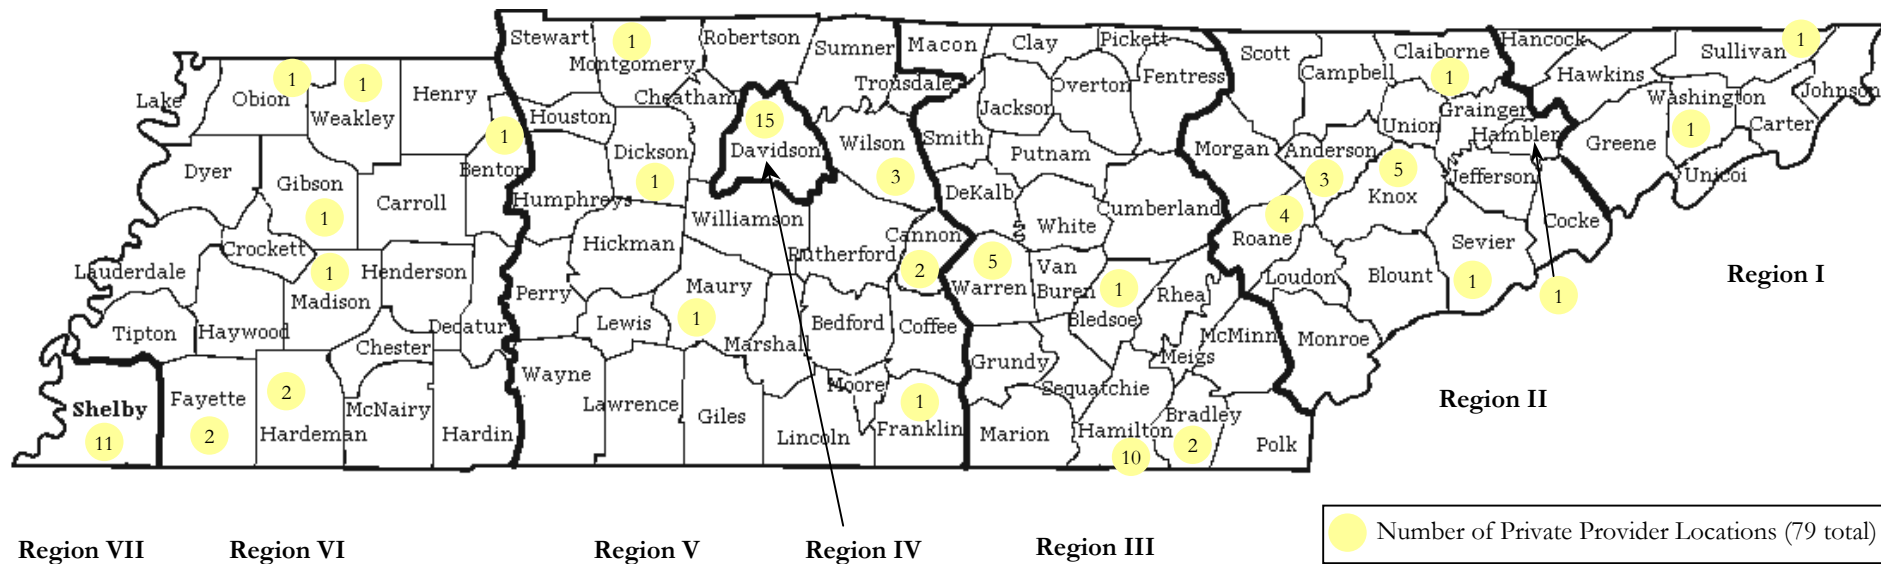 Stewart
1
Montgomery
Robertson
Sumner
Macon
Clay
Pickett
Scott
Claiborne
1
Hancock
Sullivan
1
Lake
Obion
1
Weakley
1
Henry
Houston
Cheatham
Trousdale
Jackson
Overton
Fentress
Campbell
Hawkins
Johnson
Benton
1
Dickson
1
Davidson
15
Wilson
3
Smith
Putnam
Morgan
Anderson
3
Union
Grainger
Hambler
Greene
Washington
1
Carter
Unicoi
Dyer
Gibson
1
Carroll
Humphreys
Williamson
DeKalb
White
Cumberland
Roane
4
Knox
5
Jefferson
Cocke
Crockett
Lauderdale
Madison
1
Henderson
Hickman
Rutherford
Cannon
2
Warren
5
Van
Buren
Bledsoe
1
Rhea
Loudon
Blount
Sevier
1
1
Region I
Tipton
Haywood
Chester
Decatur
Perry
Lewis
Maury
1
Marshall
Bedford
Coffee
Grundy
Sequatchie
Meigs
McMinn
Monroe
Shelby
11
Fayette
2
Hardeman
2
McNairy
Hardin
Wayne
Lawrence
Giles
Lincoln
Moore
Franklin
1
Marion
Hamilton
10
Bradley
2
Polk
Region II
Region VII
Region VI
Region V
Region IV
Region III
Number of Private Provider Locations (79 total)